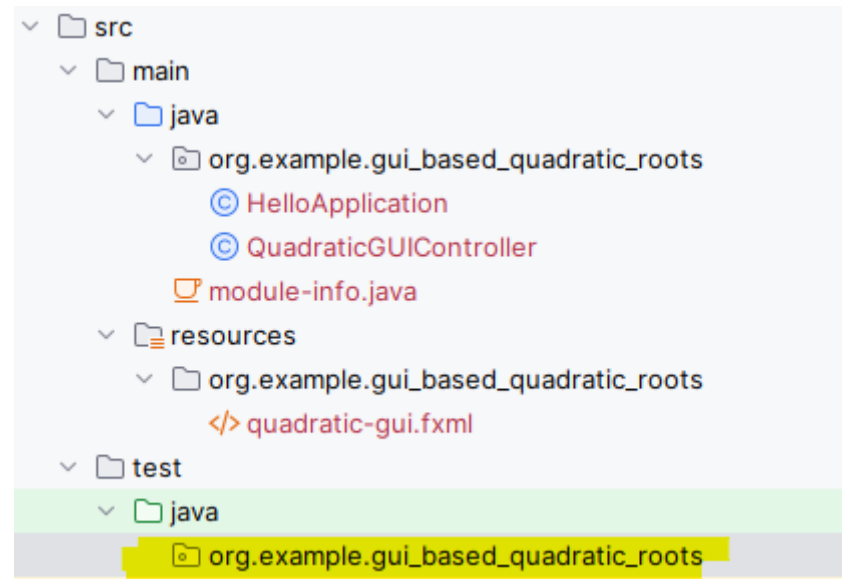 src
main
java
org.example.gui_based_quadratic_roots
HelloApplication
QuadraticGUIController
module-info.java
resources
org.example.gui_based_quadratic_roots
quadratic-gui.fxml
test
java
org.example.gui_based_quadratic_roots